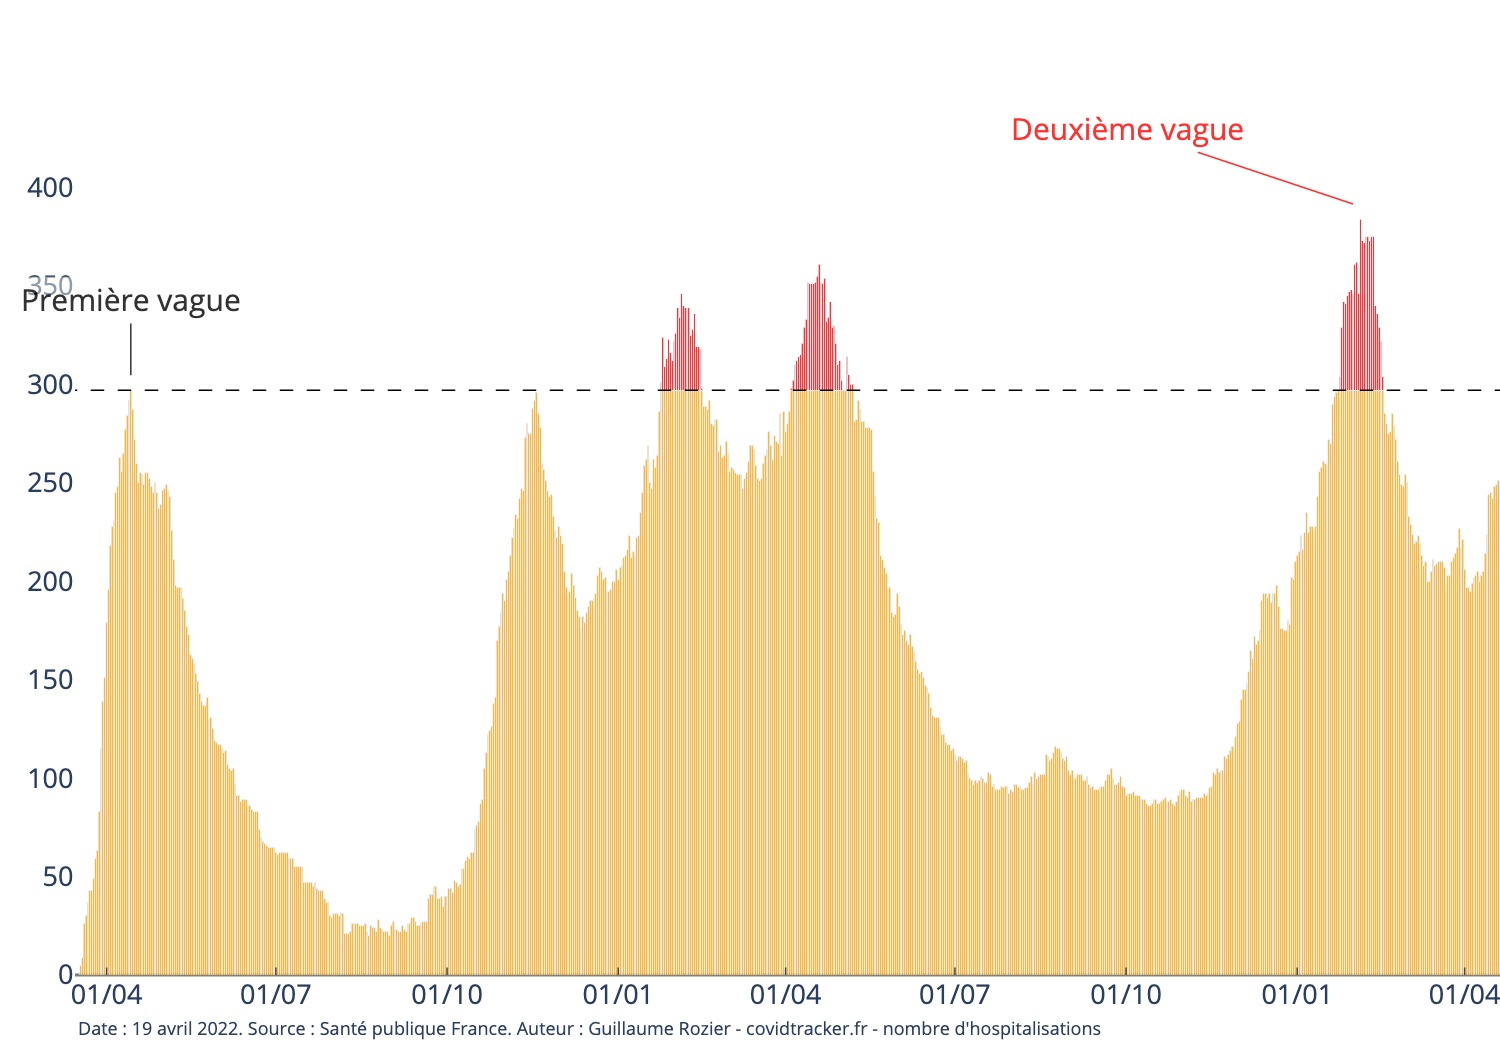 Deuxième vague
400
350
Première vague
300
250
200
150
100
50
0
01/04 01/07 01/10 01/01 01/04 01/07 01/10 01/01 01/04
Date : 19 avril 2022. Source : Santé publique France. Auteur : Guillaume Rozier - covidtracker.fr - nombre d'hospitalisations